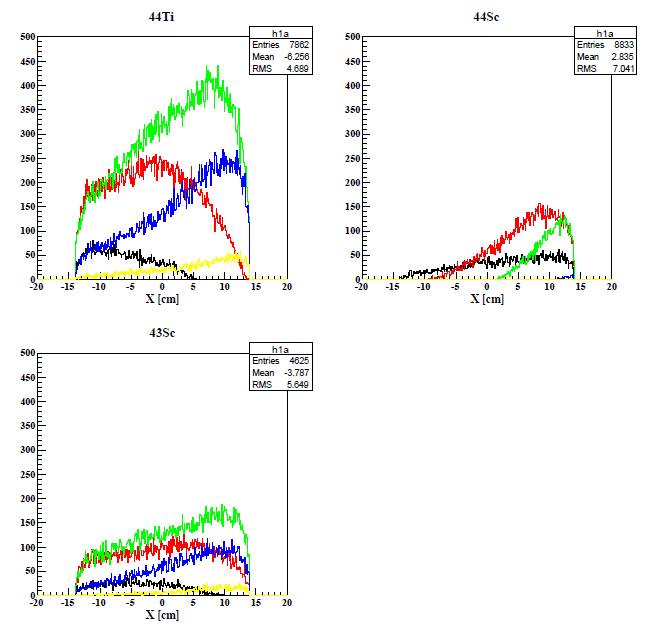 44Ti
h1a
Entries 7862
Mean -6.256
RMS 4.689
500
450
400
350
300
250
200
150
100
50
0
-20 -15 -10 -5 0 5 10 15 20
X [cm]
44Sc
h1a
Entries 8833
Mean 2.835
RMS 7.041
500
450
400
350
300
250
200
150
100
50
0
-20 -15 -10 -5 0 5 10 15 20
X [cm]
43Sc
h1a
Entries 4625
Mean -3.787
RMS 5.649
500
450
400
350
300
250
200
150
100
50
0
-20 -15 -10 -5 0 5 10 15 20
X [cm]